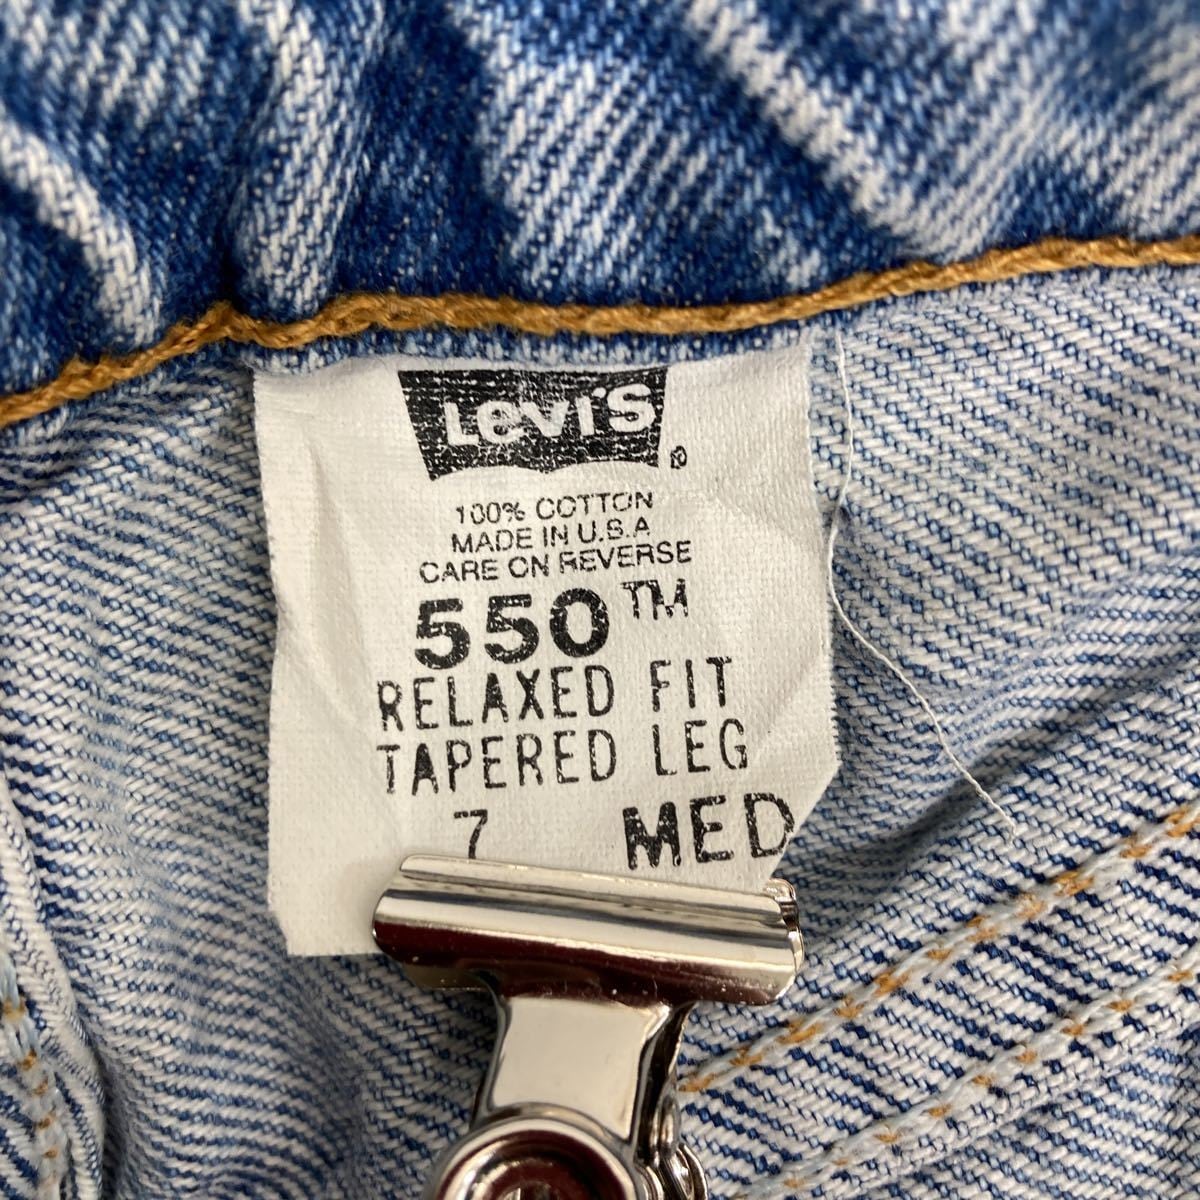 Levi's ®
100% COTTON
MADE IN U.S.A
CARE ON REVERSE
550™
RELAXED FIT
TAPERED LEG
7 MED